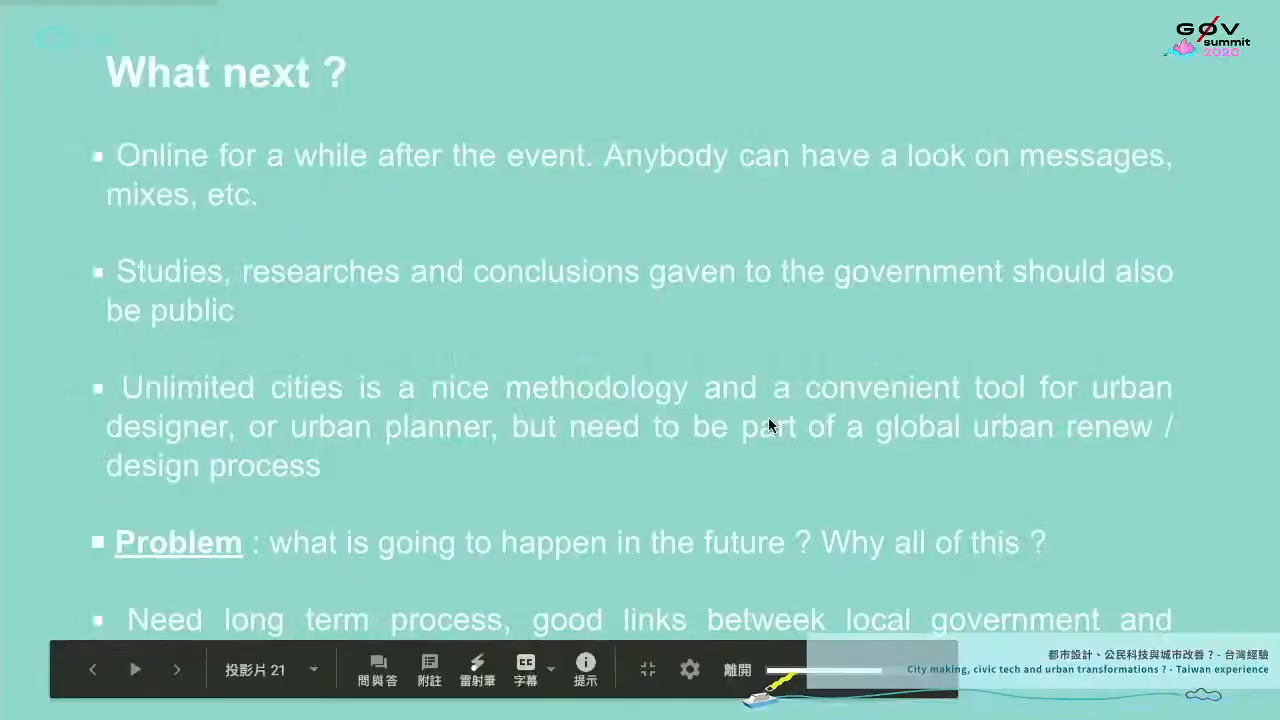 GØV
summit
2020
What next ?
▪ Online for a while after the event. Anybody can have a look on messages,
mixes, etc.
▪ Studies, researches and conclusions gaven to the government should also
be public
▪ Unlimited cities is a nice methodology and a convenient tool for urban
designer, or urban planner, but need to be part of a global urban renew /
design process
▪ Problem : what is going to happen in the future ? Why all of this ?
▪ Need long term process, good links betweek local government and
投影片 21
問與答
附註
雷射筆
CC
字幕
提示
離開
都市設計、公民科技與城市改善？- 台灣經驗
City making, civic tech and urban transformations ? - Taiwan experience